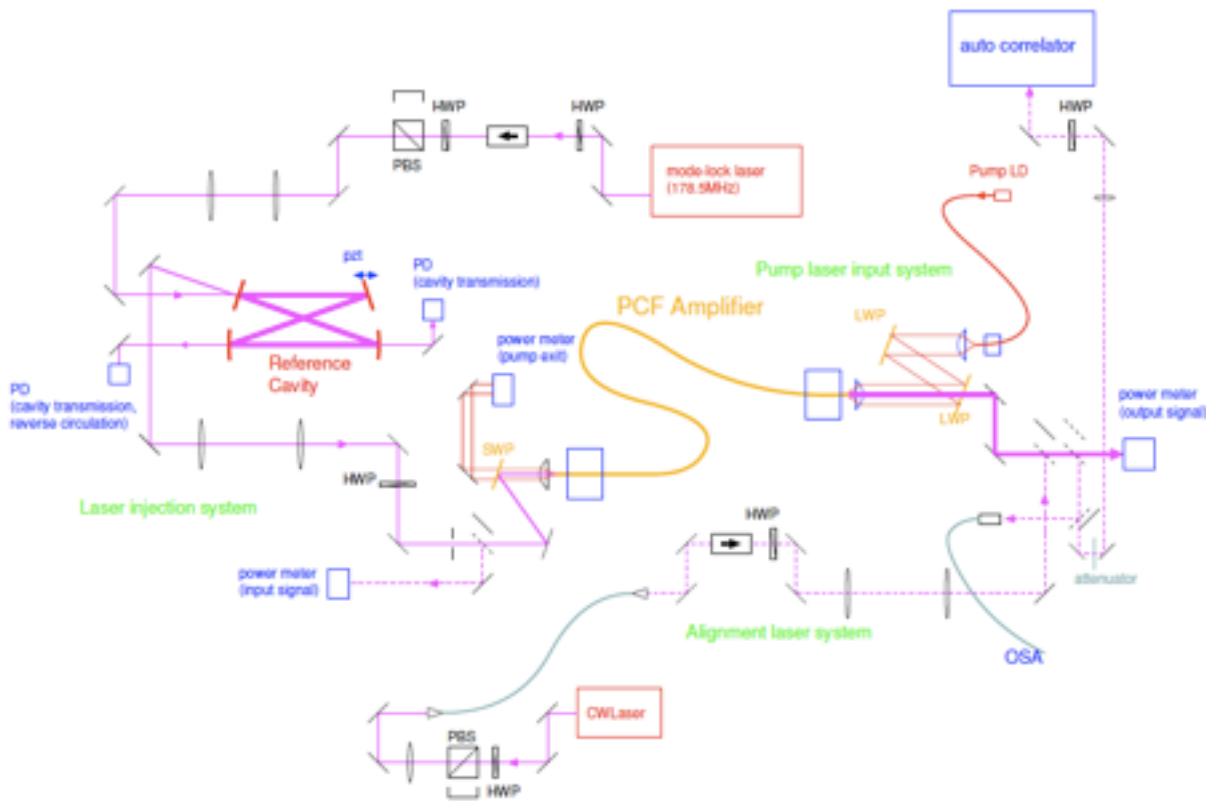 auto correlator
HWP
HWP
HWP
PBS
mode-lock laser
(178.5MHz)
Pump LD
pzt
PD
(cavity transmission)
Pump laser input system
PCF Amplifier
LWP
Reference
Cavity
power meter
(pump exit)
PD
(cavity transmission,
reverse circulation)
LWP
power meter
(output signal)
SWP
HWP
Laser injection system
HWP
power meter
(input signal)
attenuator
Alignment laser system
OSA
CWLaser
PBS
HWP